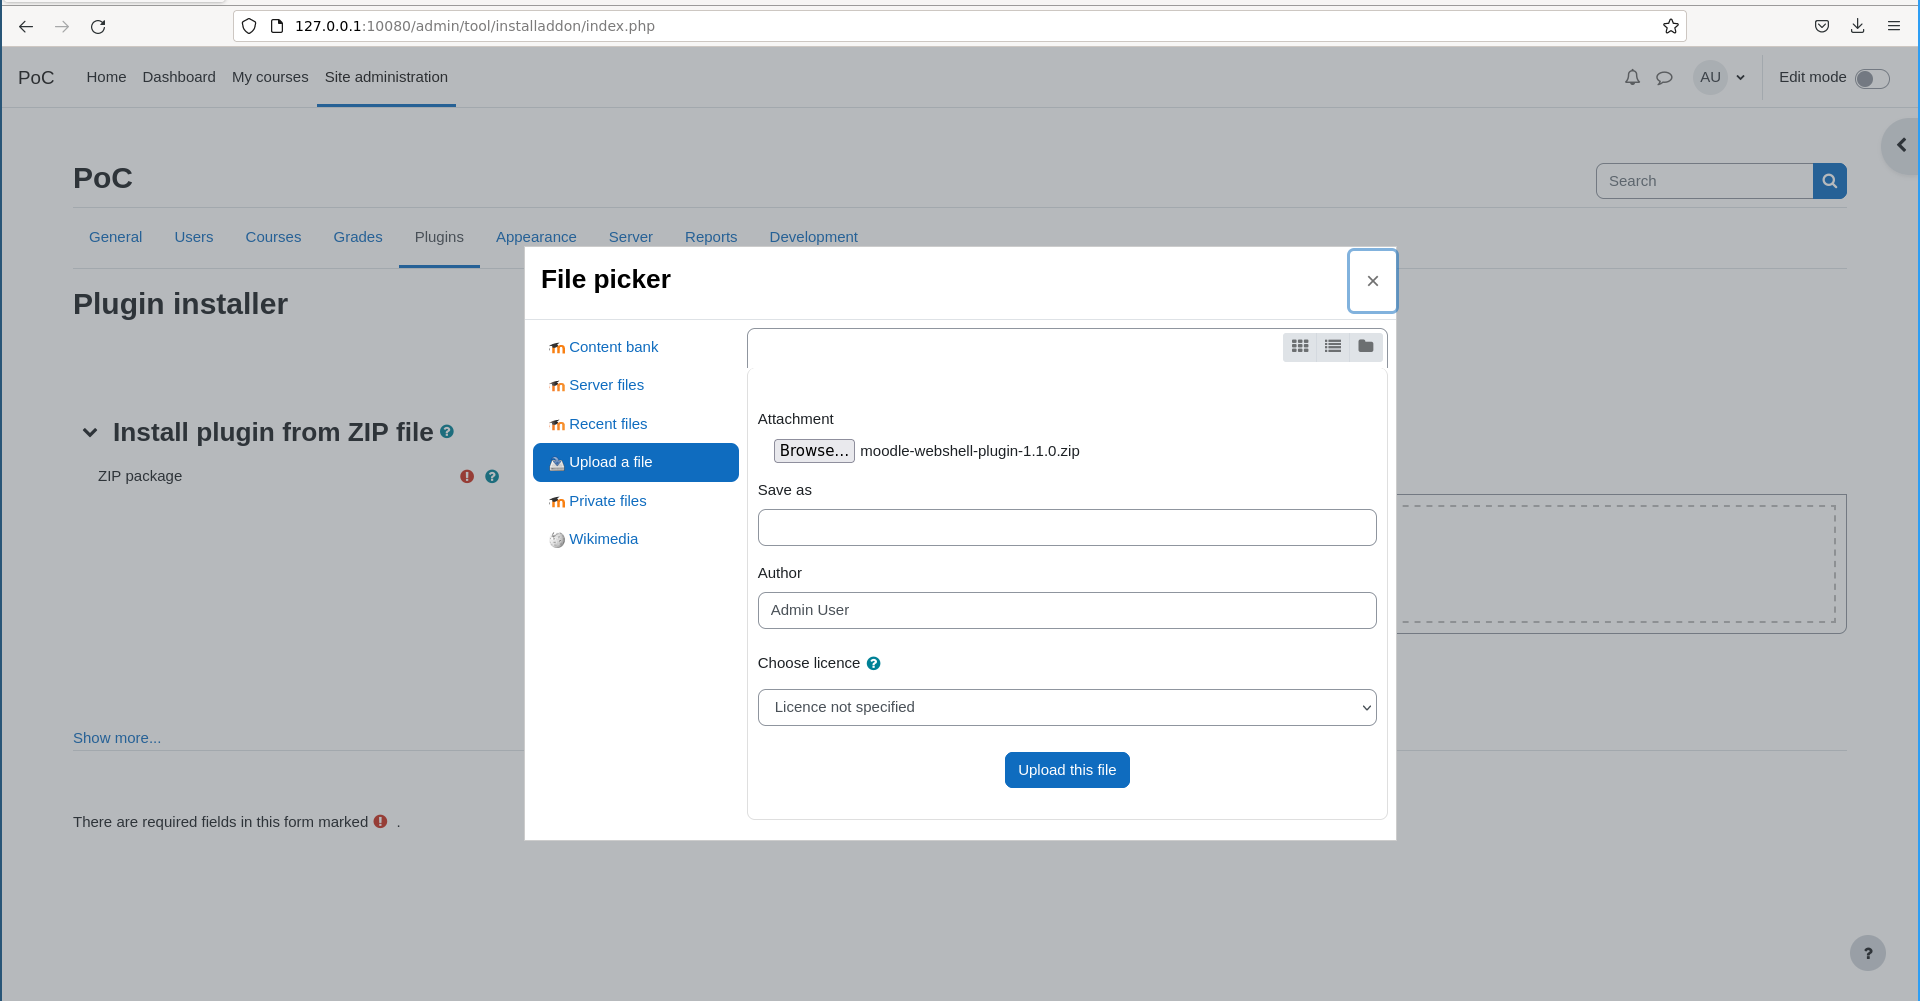 127.0.0.1:10080/admin/tool/installaddon/index.php
PoC Home Dashboard My courses Site administration AU Edit mode
PoC
Search
General Users Courses Grades Plugins Appearance Server Reports Development
Plugin installer
Install plugin from ZIP file ?
ZIP package ! ?
Show more...
There are required fields in this form marked ! .
File picker ×
Content bank
Server files
Recent files
Upload a file
Private files
Wikimedia
Attachment
Browse... moodle-webshell-plugin-1.1.0.zip
Save as
Author
Admin User
Choose licence ?
Licence not specified
Upload this file
?